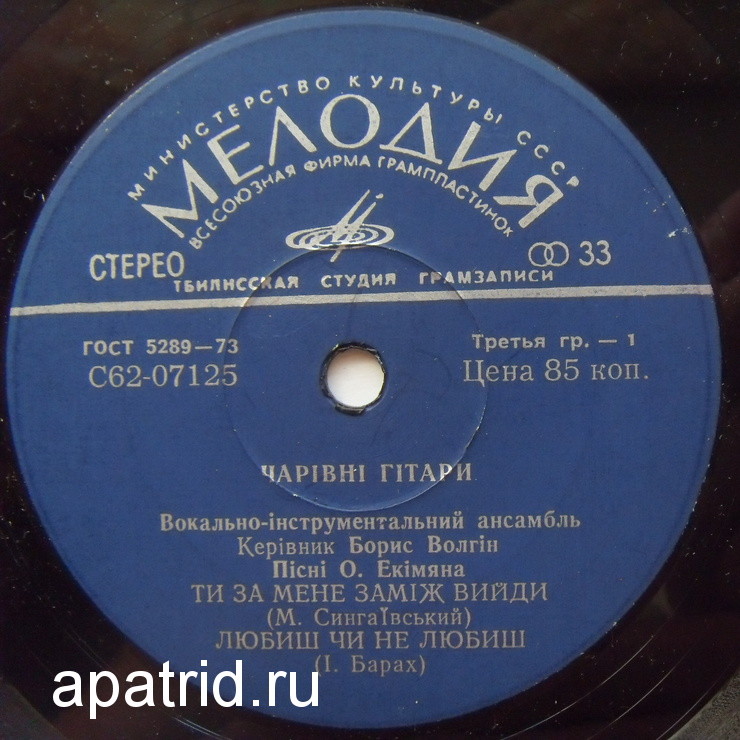 МИНИСТЕРСТВО КУЛЬТУРЫ СССР
МЕЛОДИЯ
ВСЕСОЮЗНАЯ ФИРМА ГРАМПЛАСТИНОК
СТЕРЕО
33
ТБИЛИССКАЯ СТУДИЯ ГРАМЗАПИСИ
ГОСТ 5289—73
Третья гр. — 1
С62-07125
Цена 85 коп.
ЧАРІВНІ ГІТАРИ
Вокально-інструментальний ансамбль
Керівник Борис Волгін
Пісні О. Екімяна
ТИ ЗА МЕНЕ ЗАМІЖ ВИЙДИ
(М. Сингаївський)
ЛЮБИШ ЧИ НЕ ЛЮБИШ
(І. Барах)
apatrid.ru